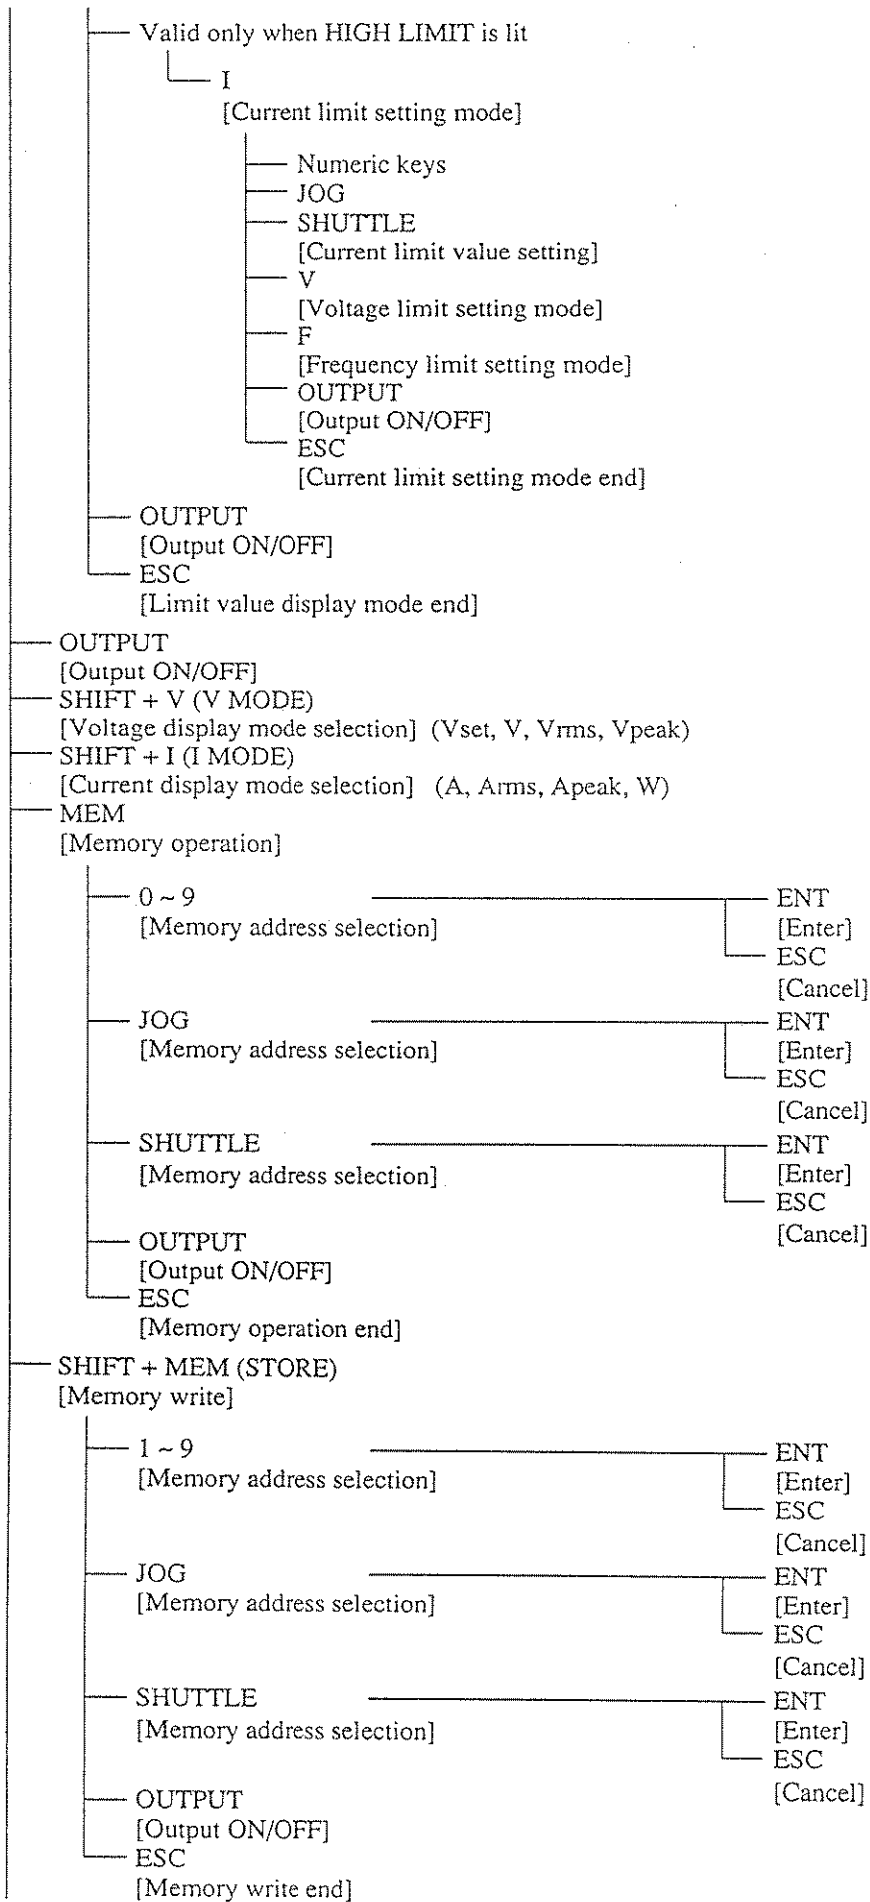 Valid only when HIGH LIMIT is lit
I
[Current limit setting mode]
Numeric keys
JOG
SHUTTLE
[Current limit value setting]
V
[Voltage limit setting mode]
F
[Frequency limit setting mode]
OUTPUT
[Output ON/OFF]
ESC
[Current limit setting mode end]
OUTPUT
[Output ON/OFF]
ESC
[Limit value display mode end]
OUTPUT
[Output ON/OFF]
SHIFT + V (V MODE)
[Voltage display mode selection] (Vset, V, Vrms, Vpeak)
SHIFT + I (I MODE)
[Current display mode selection] (A, Arms, Apeak, W)
MEM
[Memory operation]
0 ~ 9 ENT
[Memory address selection] [Enter]
ESC
[Cancel]
JOG ENT
[Memory address selection] [Enter]
ESC
[Cancel]
SHUTTLE ENT
[Memory address selection] [Enter]
ESC
[Cancel]
OUTPUT
[Output ON/OFF]
ESC
[Memory operation end]
SHIFT + MEM (STORE)
[Memory write]
1 ~ 9 ENT
[Memory address selection] [Enter]
ESC
[Cancel]
JOG ENT
[Memory address selection] [Enter]
ESC
[Cancel]
SHUTTLE ENT
[Memory address selection] [Enter]
ESC
[Cancel]
OUTPUT
[Output ON/OFF]
ESC
[Memory write end]